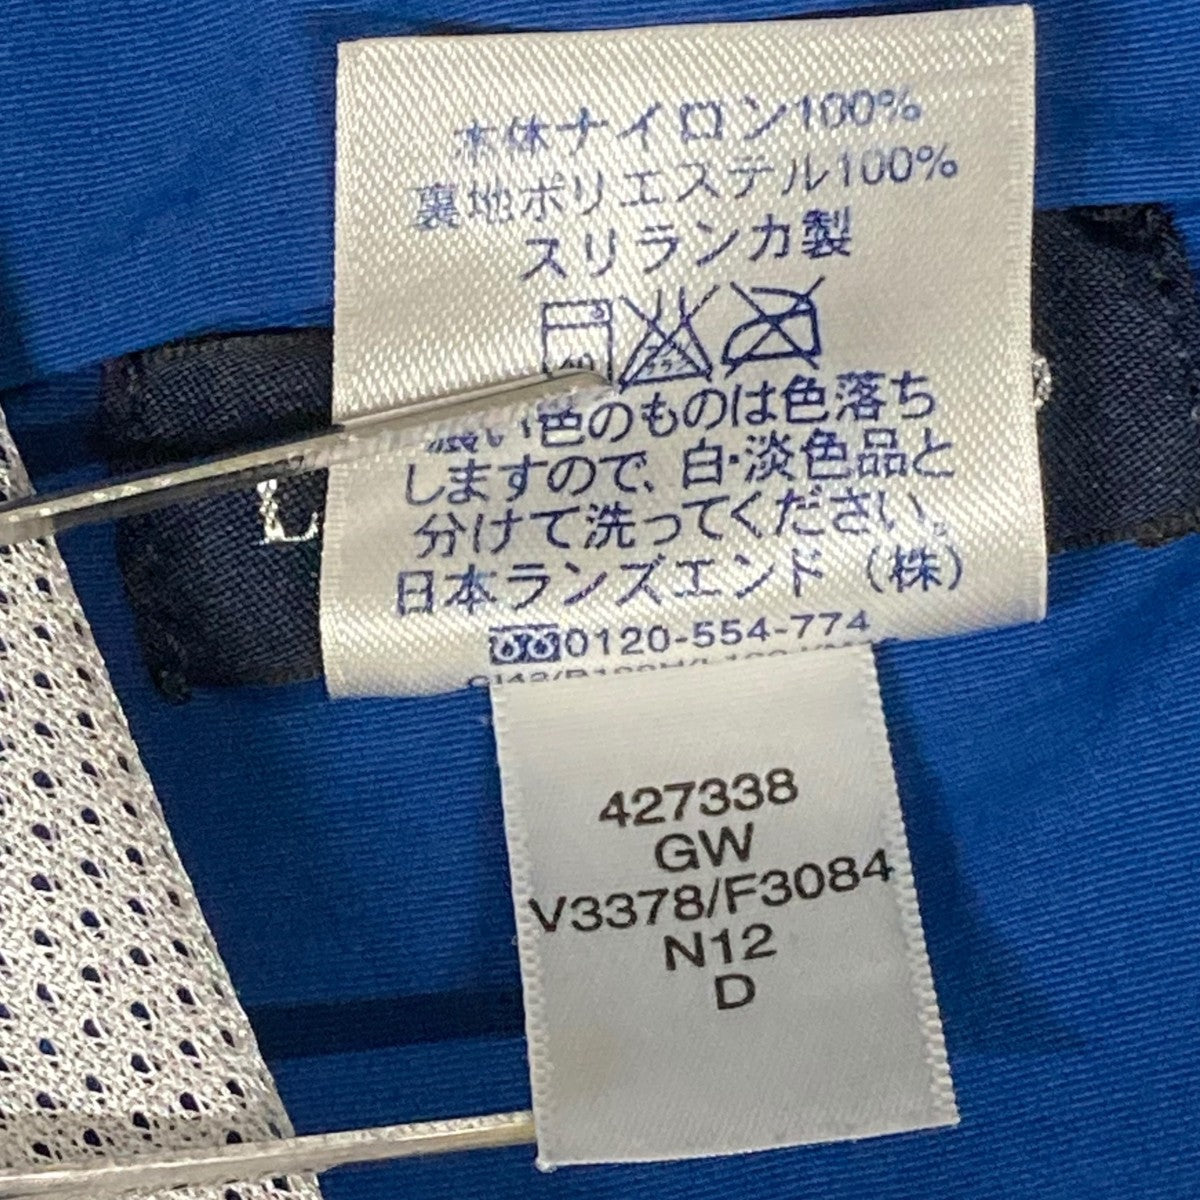 本体ナイロン100%
裏地ポリエステル100%
スリランカ製
濃い色のものは色落ち
しますので、白・淡色品と
分けて洗ってください。
日本ランズエンド（株）
0120-554-774
L
427338
GW
V3378/F3084
N12
D